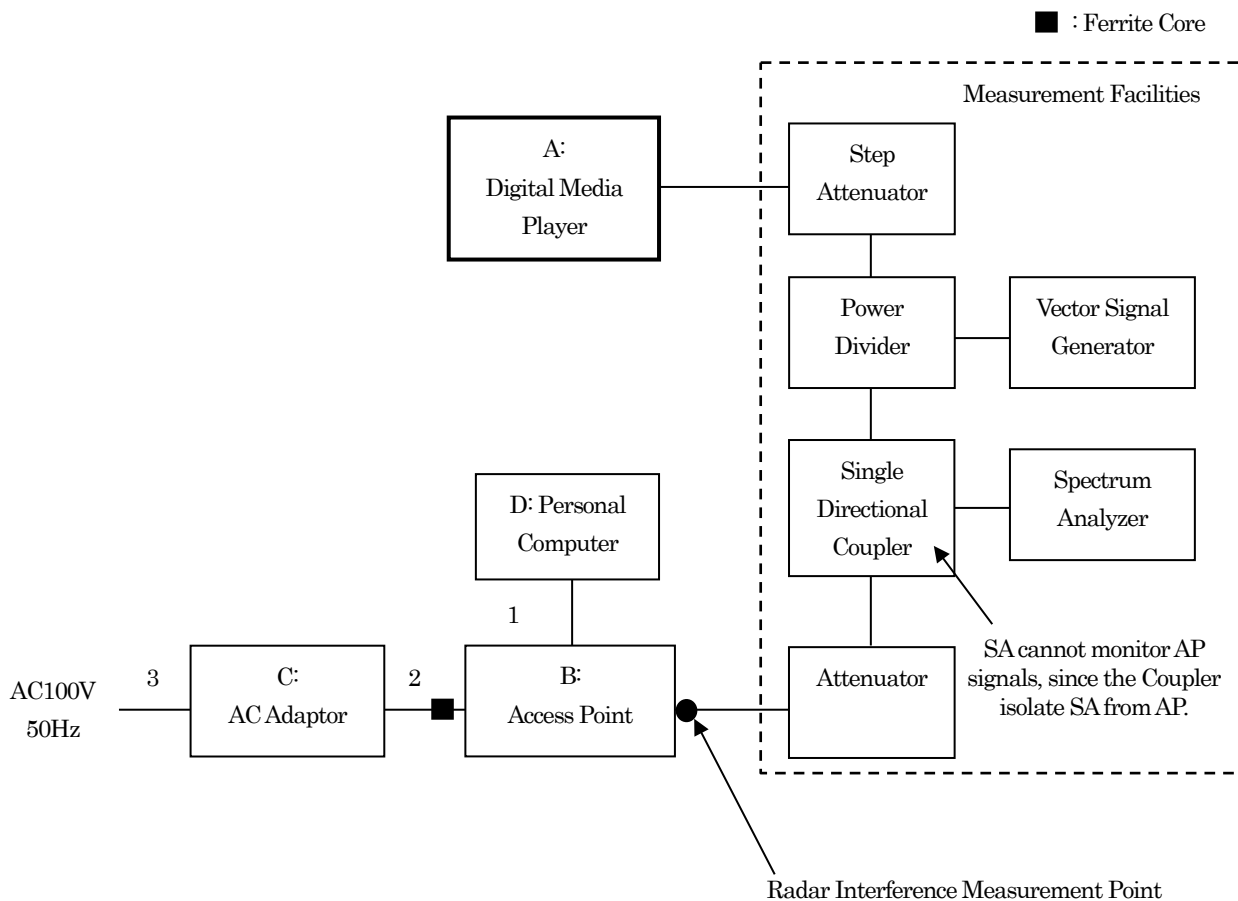 : Ferrite Core
Measurement Facilities
A:
Digital Media
Player
Step
Attenuator
Power
Divider
Vector Signal
Generator
Single
Directional
Coupler
Spectrum
Analyzer
D: Personal
Computer
1
SA cannot monitor AP
signals, since the Coupler
isolate SA from AP.
AC100V
50Hz
3
C:
AC Adaptor
2
B:
Access Point
Attenuator
Radar Interference Measurement Point